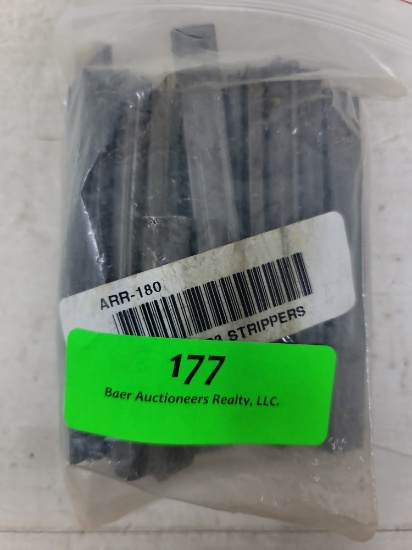 ARR-180
STRIPPERS
177
Baer Auctioneers Realty, LLC.